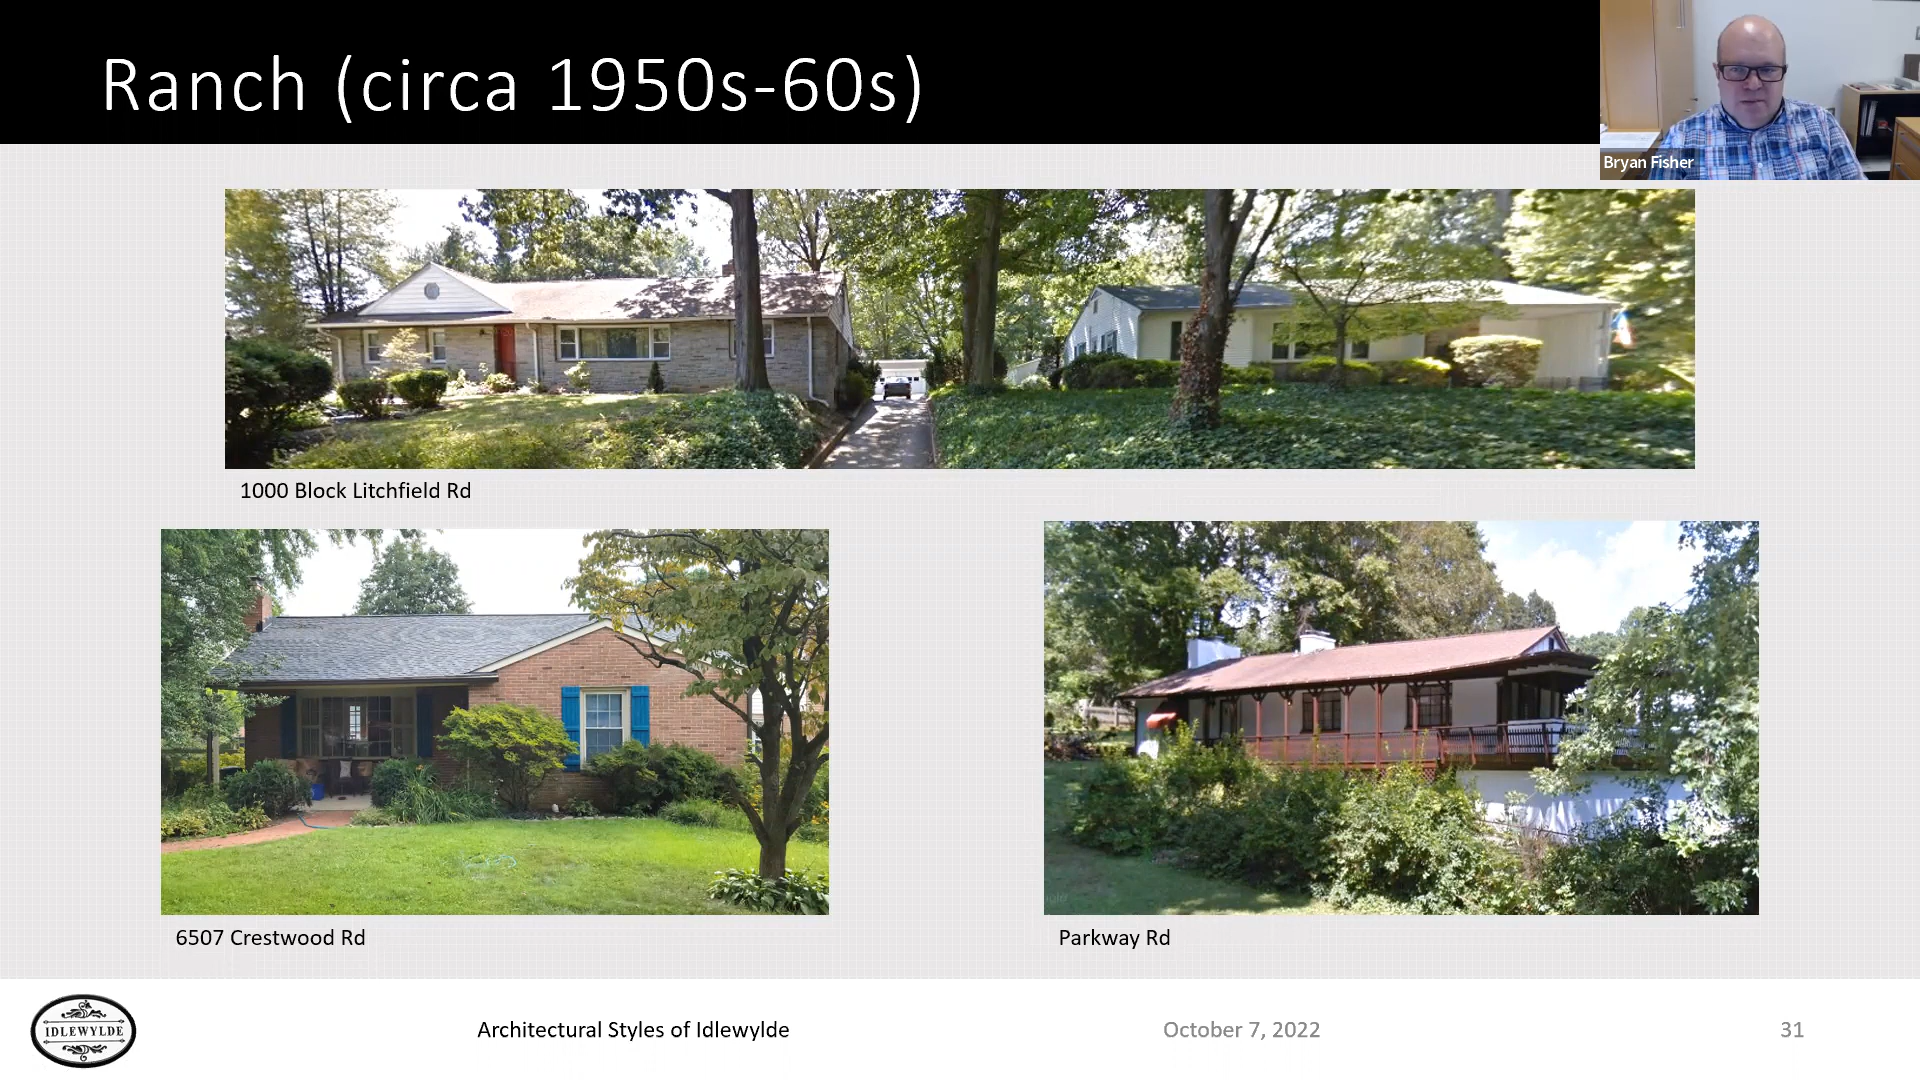 Ranch (circa 1950s-60s)
Bryan Fisher
1000 Block Litchfield Rd
6507 Crestwood Rd
Parkway Rd
IDLEWYLDE
Architectural Styles of Idlewylde
October 7, 2022
31